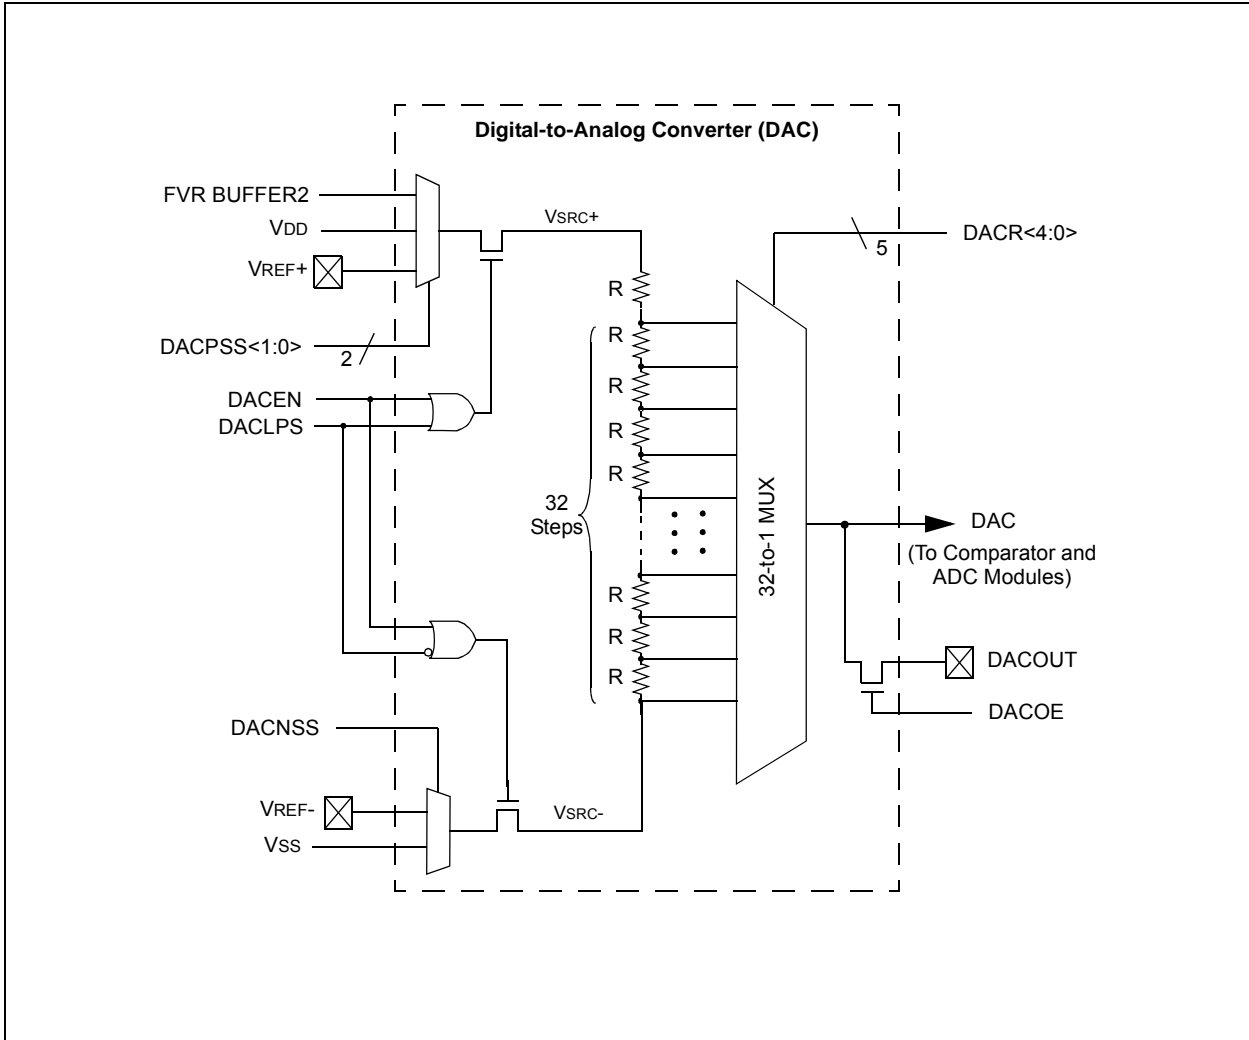 Digital-to-Analog Converter (DAC)
FVR BUFFER2
VDD
VREF+
DACPSS<1:0>
2
DACEN
DACLPS
VSRC+
R
R
R
R
R
32
Steps
R
R
R
32-to-1 MUX
5
DACR<4:0>
DAC
(To Comparator and
ADC Modules)
DACOUT
DACOE
DACNSS
VREF-
VSS
VSRC-